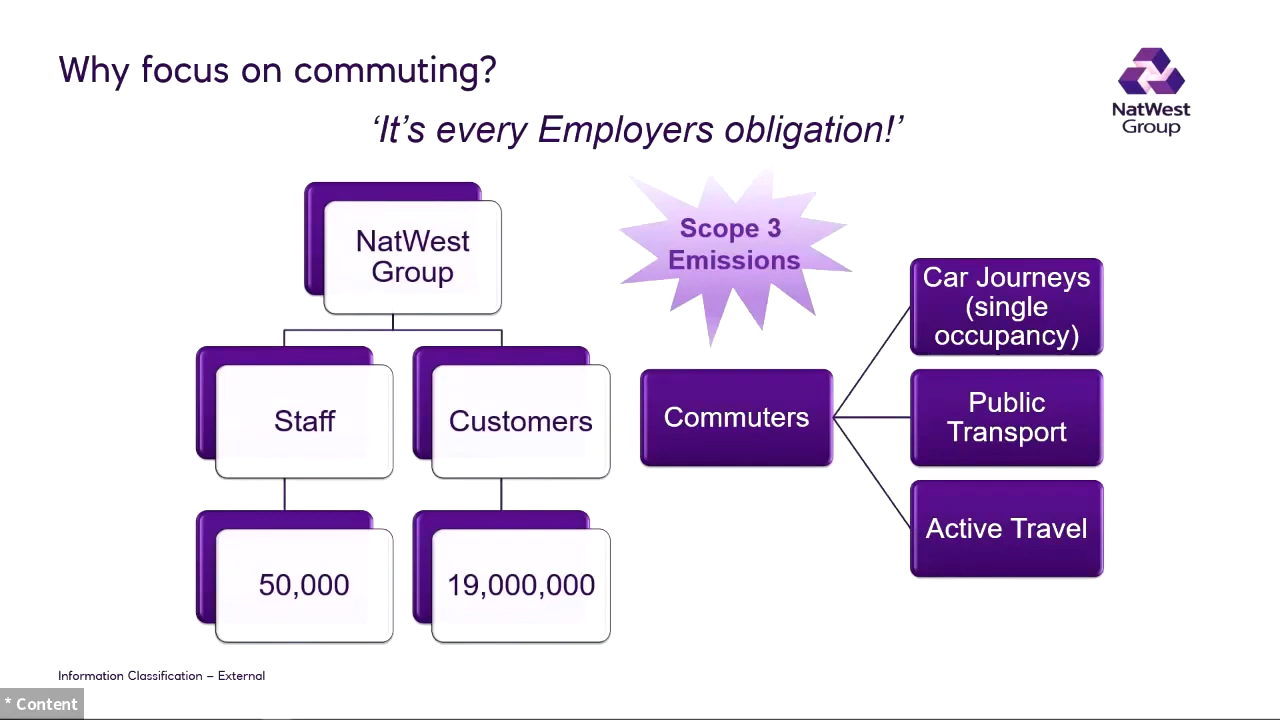 Why focus on commuting?
NatWest
Group
‘It’s every Employers obligation!’
NatWest
Group
Staff
Customers
50,000
19,000,000
Scope 3
Emissions
Commuters
Car Journeys
(single
occupancy)
Public
Transport
Active Travel
Information Classification – External
* Content